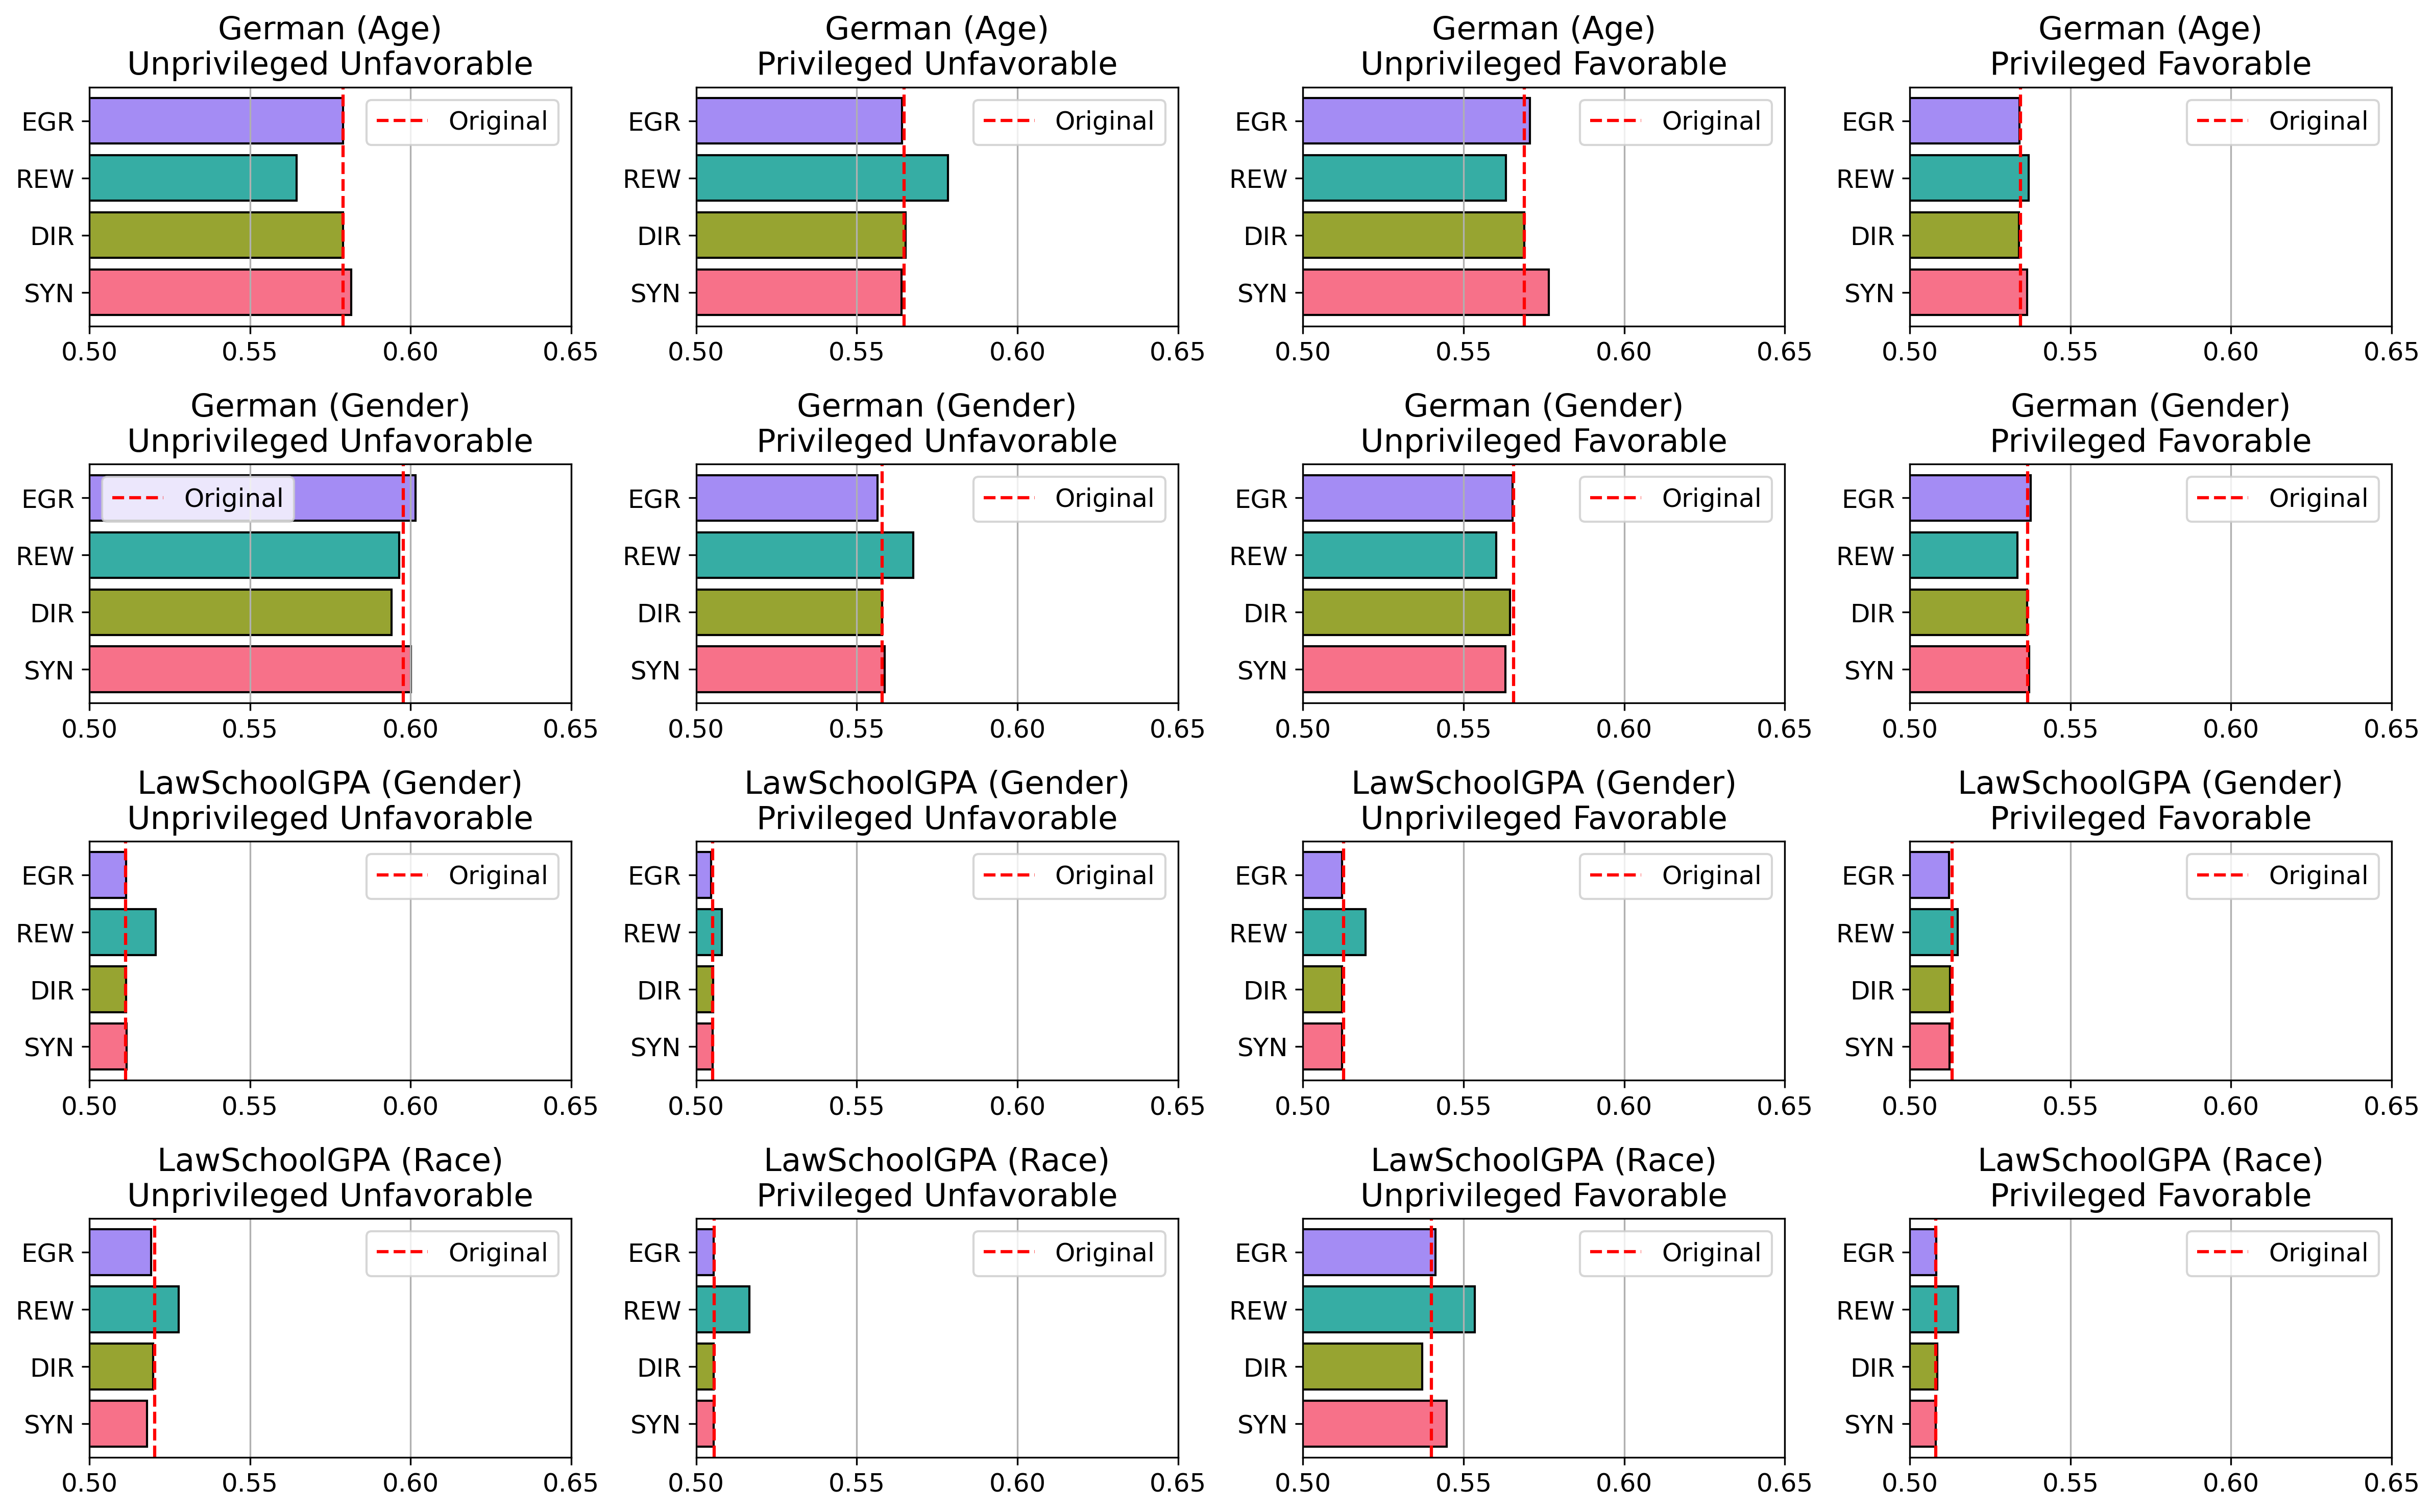 German (Age)
Unprivileged Unfavorable
Original
EGR
REW
DIR
SYN
0.50 0.55 0.60 0.65
German (Age)
Privileged Unfavorable
Original
EGR
REW
DIR
SYN
0.50 0.55 0.60 0.65
German (Age)
Unprivileged Favorable
Original
EGR
REW
DIR
SYN
0.50 0.55 0.60 0.65
German (Age)
Privileged Favorable
Original
EGR
REW
DIR
SYN
0.50 0.55 0.60 0.65
German (Gender)
Unprivileged Unfavorable
Original
EGR
REW
DIR
SYN
0.50 0.55 0.60 0.65
German (Gender)
Privileged Unfavorable
Original
EGR
REW
DIR
SYN
0.50 0.55 0.60 0.65
German (Gender)
Unprivileged Favorable
Original
EGR
REW
DIR
SYN
0.50 0.55 0.60 0.65
German (Gender)
Privileged Favorable
Original
EGR
REW
DIR
SYN
0.50 0.55 0.60 0.65
LawSchoolGPA (Gender)
Unprivileged Unfavorable
Original
EGR
REW
DIR
SYN
0.50 0.55 0.60 0.65
LawSchoolGPA (Gender)
Privileged Unfavorable
Original
EGR
REW
DIR
SYN
0.50 0.55 0.60 0.65
LawSchoolGPA (Gender)
Unprivileged Favorable
Original
EGR
REW
DIR
SYN
0.50 0.55 0.60 0.65
LawSchoolGPA (Gender)
Privileged Favorable
Original
EGR
REW
DIR
SYN
0.50 0.55 0.60 0.65
LawSchoolGPA (Race)
Unprivileged Unfavorable
Original
EGR
REW
DIR
SYN
0.50 0.55 0.60 0.65
LawSchoolGPA (Race)
Privileged Unfavorable
Original
EGR
REW
DIR
SYN
0.50 0.55 0.60 0.65
LawSchoolGPA (Race)
Unprivileged Favorable
Original
EGR
REW
DIR
SYN
0.50 0.55 0.60 0.65
LawSchoolGPA (Race)
Privileged Favorable
Original
EGR
REW
DIR
SYN
0.50 0.55 0.60 0.65